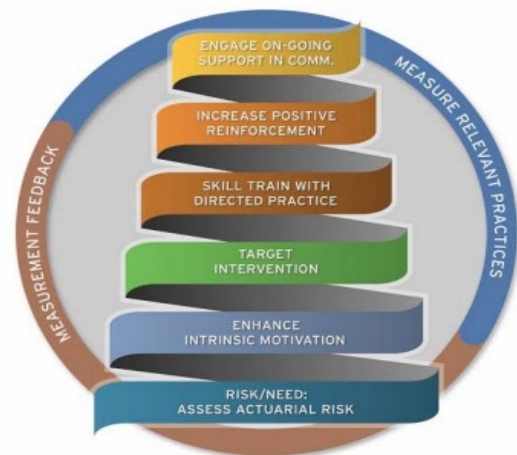 ENGAGE ON-GOING
SUPPORT IN COMM.
INCREASE POSITIVE
REINFORCEMENT
SKILL TRAIN WITH
DIRECTED PRACTICE
TARGET
INTERVENTION
ENHANCE
INTRINSIC MOTIVATION
RISK/NEED:
ASSESS ACTUARIAL RISK
MEASUREMENT FEEDBACK
MEASURE RELEVANT PRACTICES